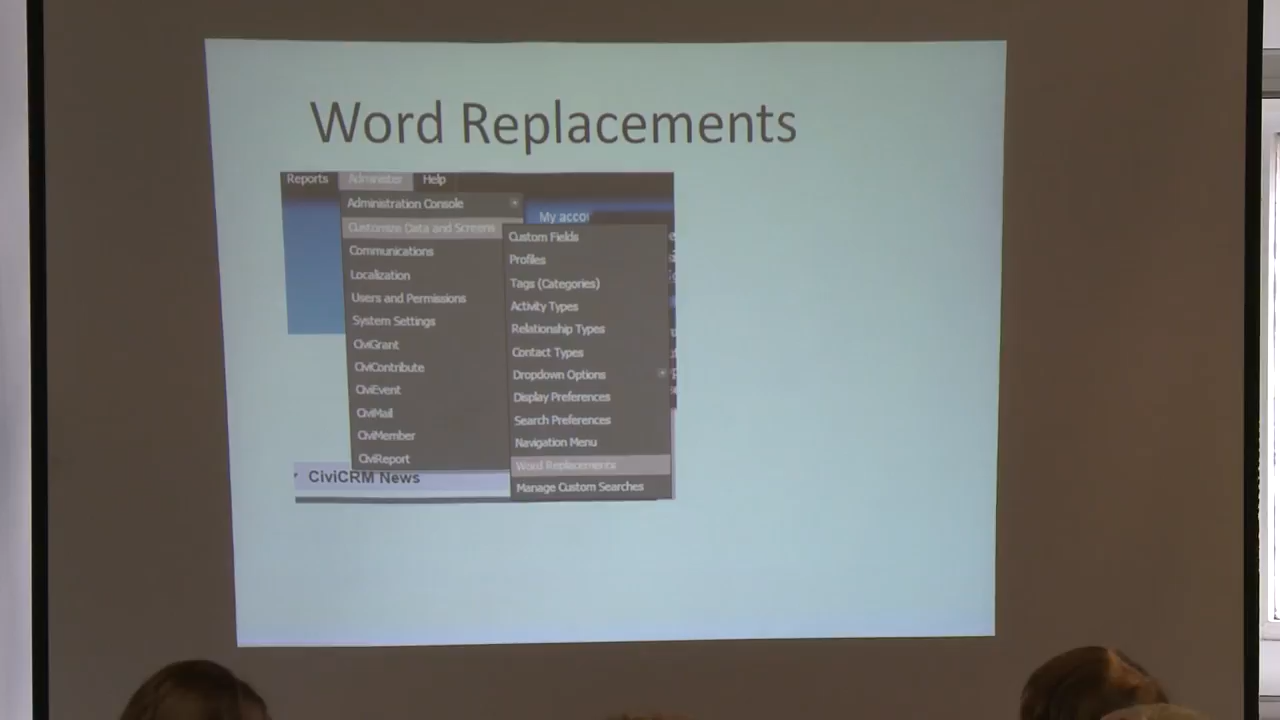 Word Replacements
Reports Administer Help
Administration Console
My accou
Customize Data and Screens
Custom Fields
Communications
Profiles
Localization
Tags (Categories)
Users and Permissions
Activity Types
System Settings
Relationship Types
CiviGrant
Contact Types
CiviContribute
Dropdown Options
CiviEvent
Display Preferences
CiviMail
Search Preferences
CiviMember
Navigation Menu
CiviReport
Word Replacements
CiviCRM News
Manage Custom Searches